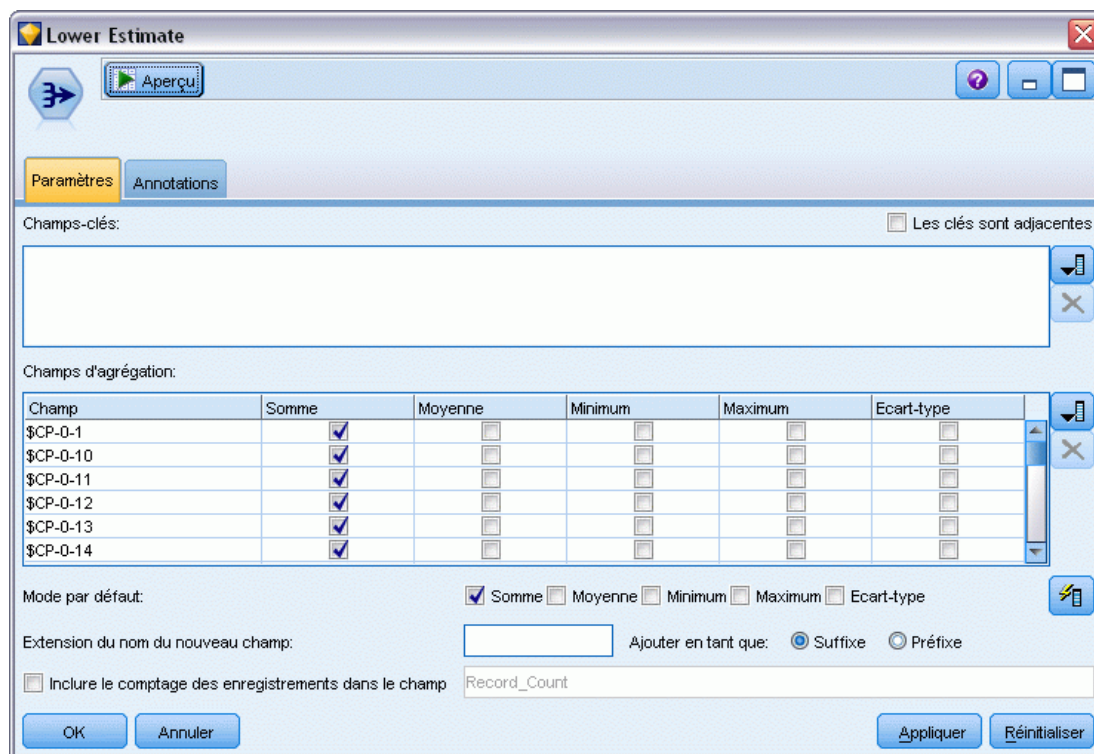 Lower Estimate
Aperçu
Paramètres Annotations
Champs-clés: Les clés sont adjacentes
Champs d'agrégation:
Champ Somme Moyenne Minimum Maximum Ecart-type
$CP-0-1
$CP-0-10
$CP-0-11
$CP-0-12
$CP-0-13
$CP-0-14
Mode par défaut: Somme Moyenne Minimum Maximum Ecart-type
Extension du nom du nouveau champ: Ajouter en tant que: Suffixe Préfixe
Inclure le comptage des enregistrements dans le champ Record_Count
OK Annuler Appliquer Réinitialiser